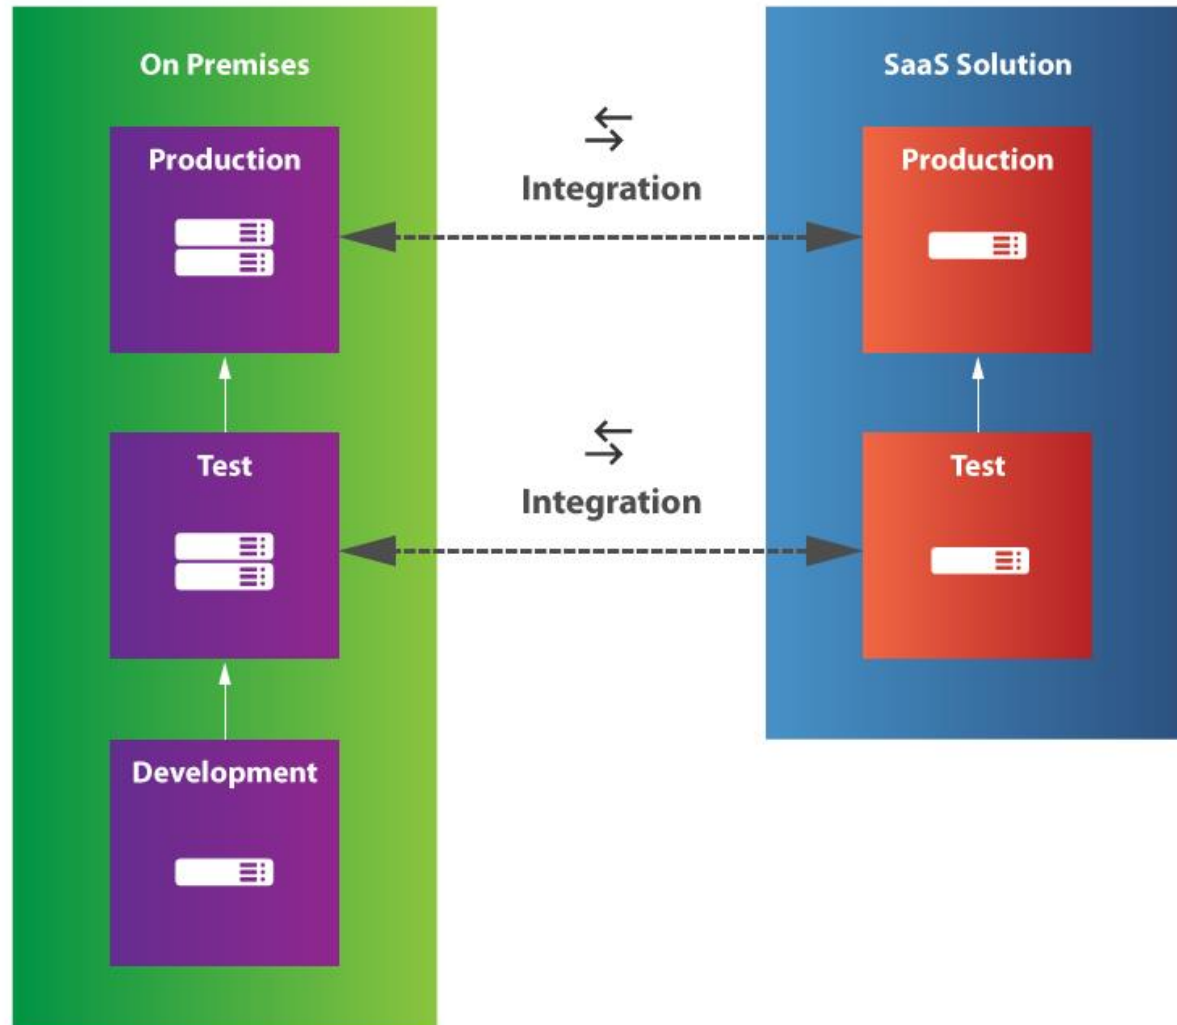 On Premises
SaaS Solution
Production
Integration
Production
Test
Integration
Test
Development